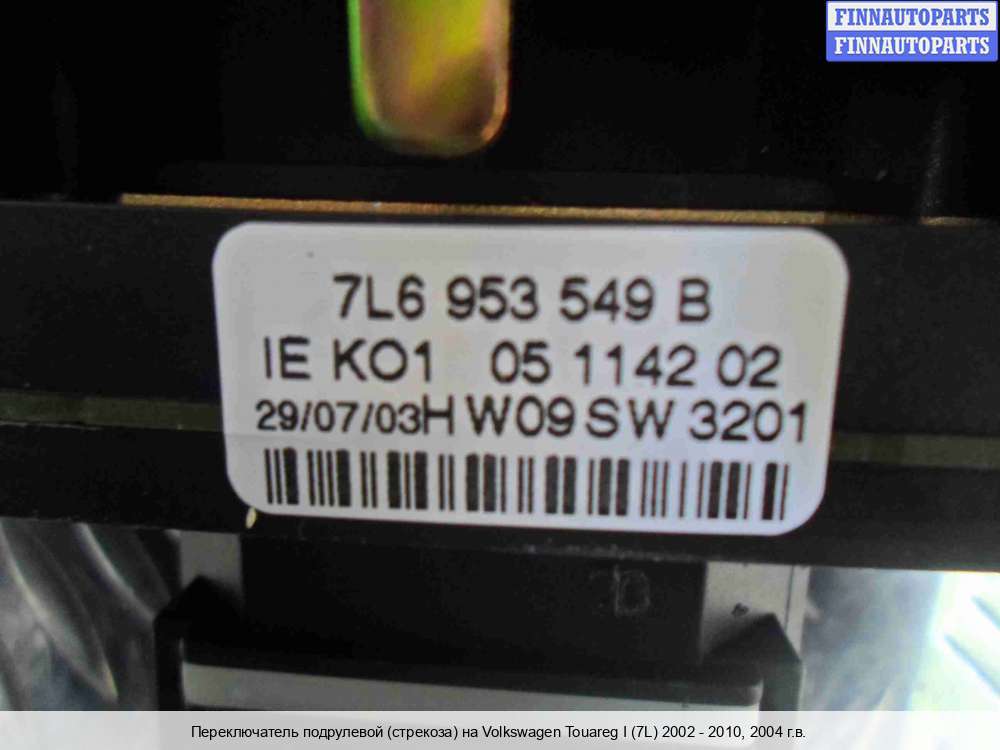 FINNAUTOPARTS
FINNAUTOPARTS
7L6 953 549 B
IE KO1 05 1142 02
29/07/03H W09 SW 3201
D
Переключатель подрулевой (стрекоза) на Volkswagen Touareg I (7L) 2002 - 2010, 2004 г.в.